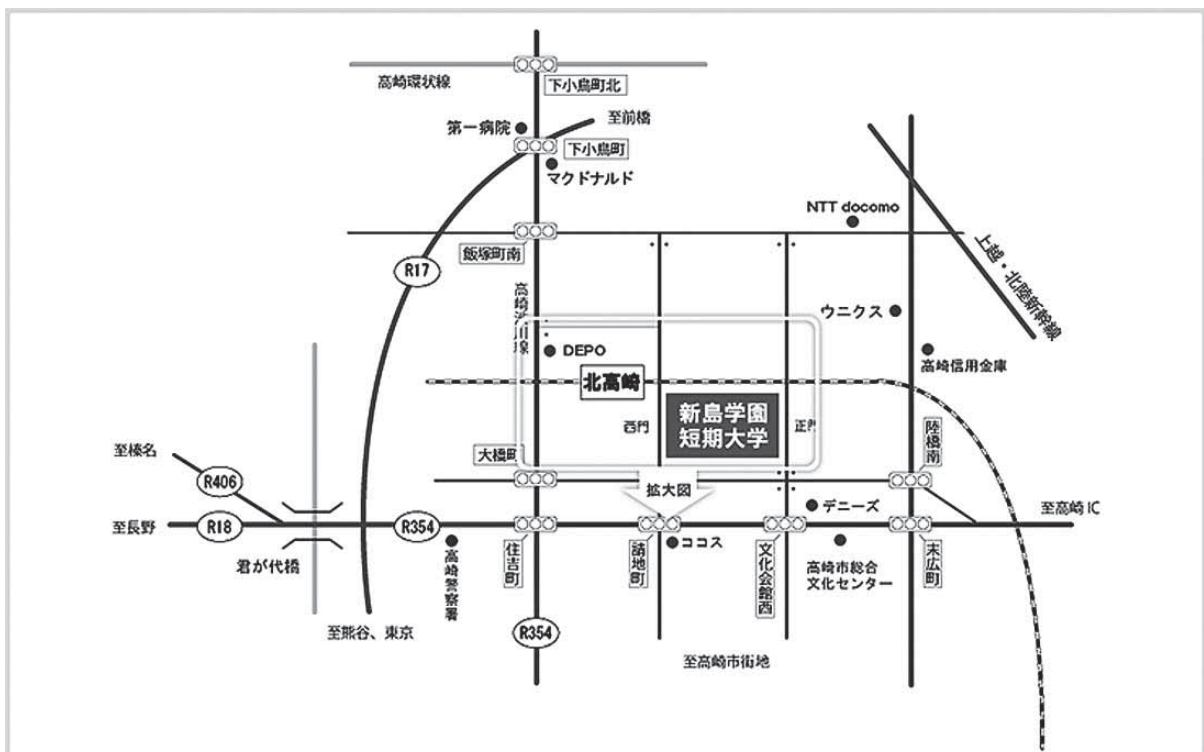 高崎環状線
下小鳥町北
至前橋
第一病院
下小鳥町
マクドナルド
NTT docomo
飯塚町南
R17
上越・北陸新幹線
高崎渋川線
ウニクス
DEPO
高崎信用金庫
北高崎
新島学園
短期大学
西門
正門
陸橋南
至榛名
大橋町
R406
拡大図
デニーズ
至高崎IC
至長野
R18
R354
ココス
君が代橋
高崎警察署
住吉町
請地町
文化会館西
高崎市総合
文化センター
末広町
至熊谷、東京
R354
至高崎市街地